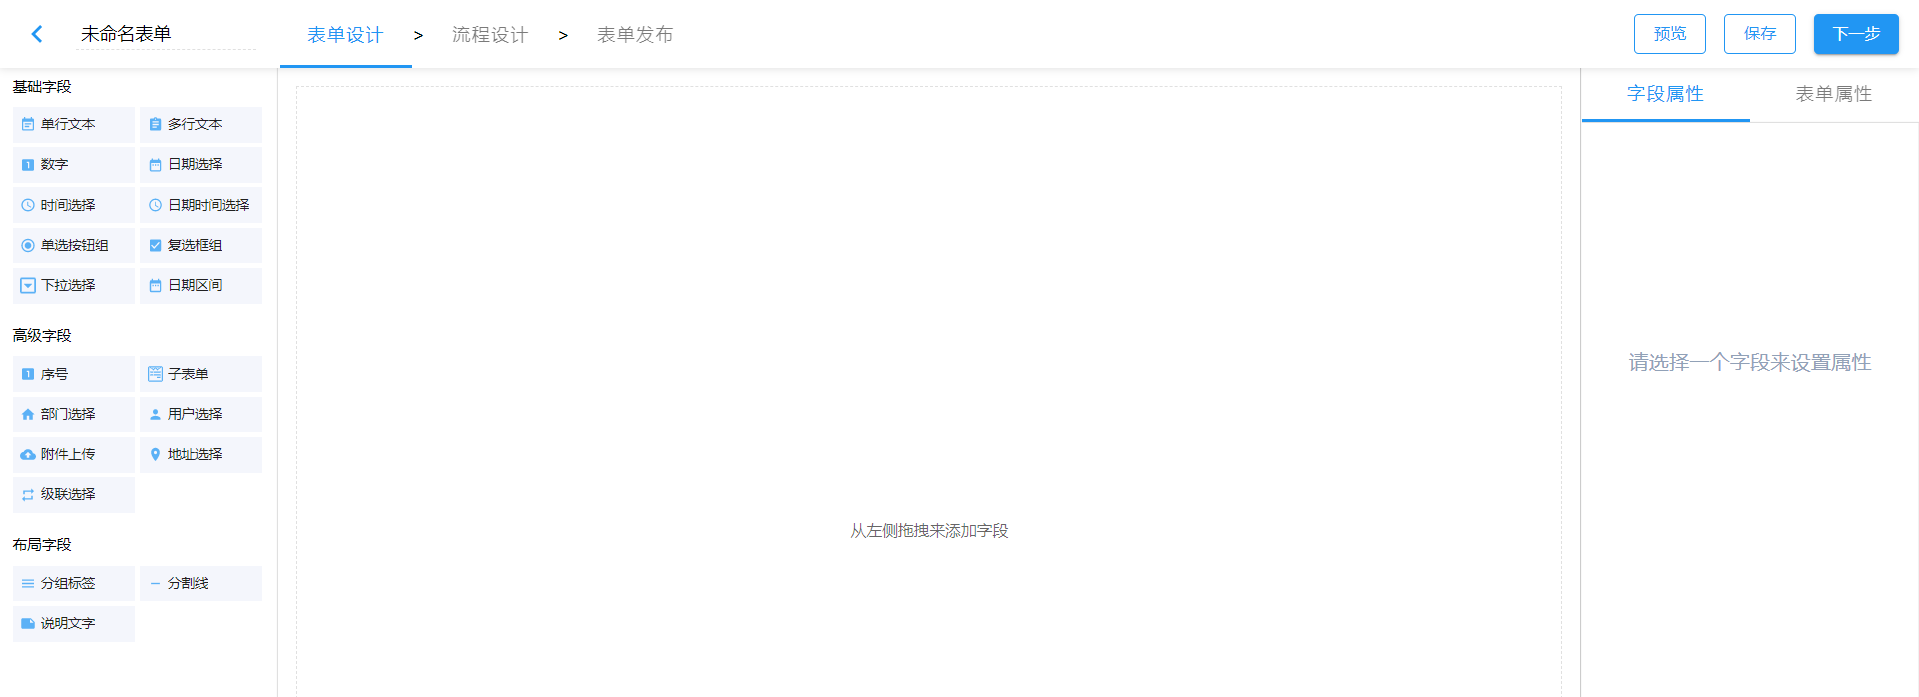 未命名表单
表单设计 > 流程设计 > 表单发布
预览 保存 下一步
基础字段
单行文本 多行文本
数字 日期选择
时间选择 日期时间选择
单选按钮组 复选框组
下拉选择 日期区间
高级字段
序号 子表单
部门选择 用户选择
附件上传 地址选择
级联选择
布局字段
分组标签 分割线
说明文字
从左侧拖拽来添加字段
字段属性 表单属性
请选择一个字段来设置属性